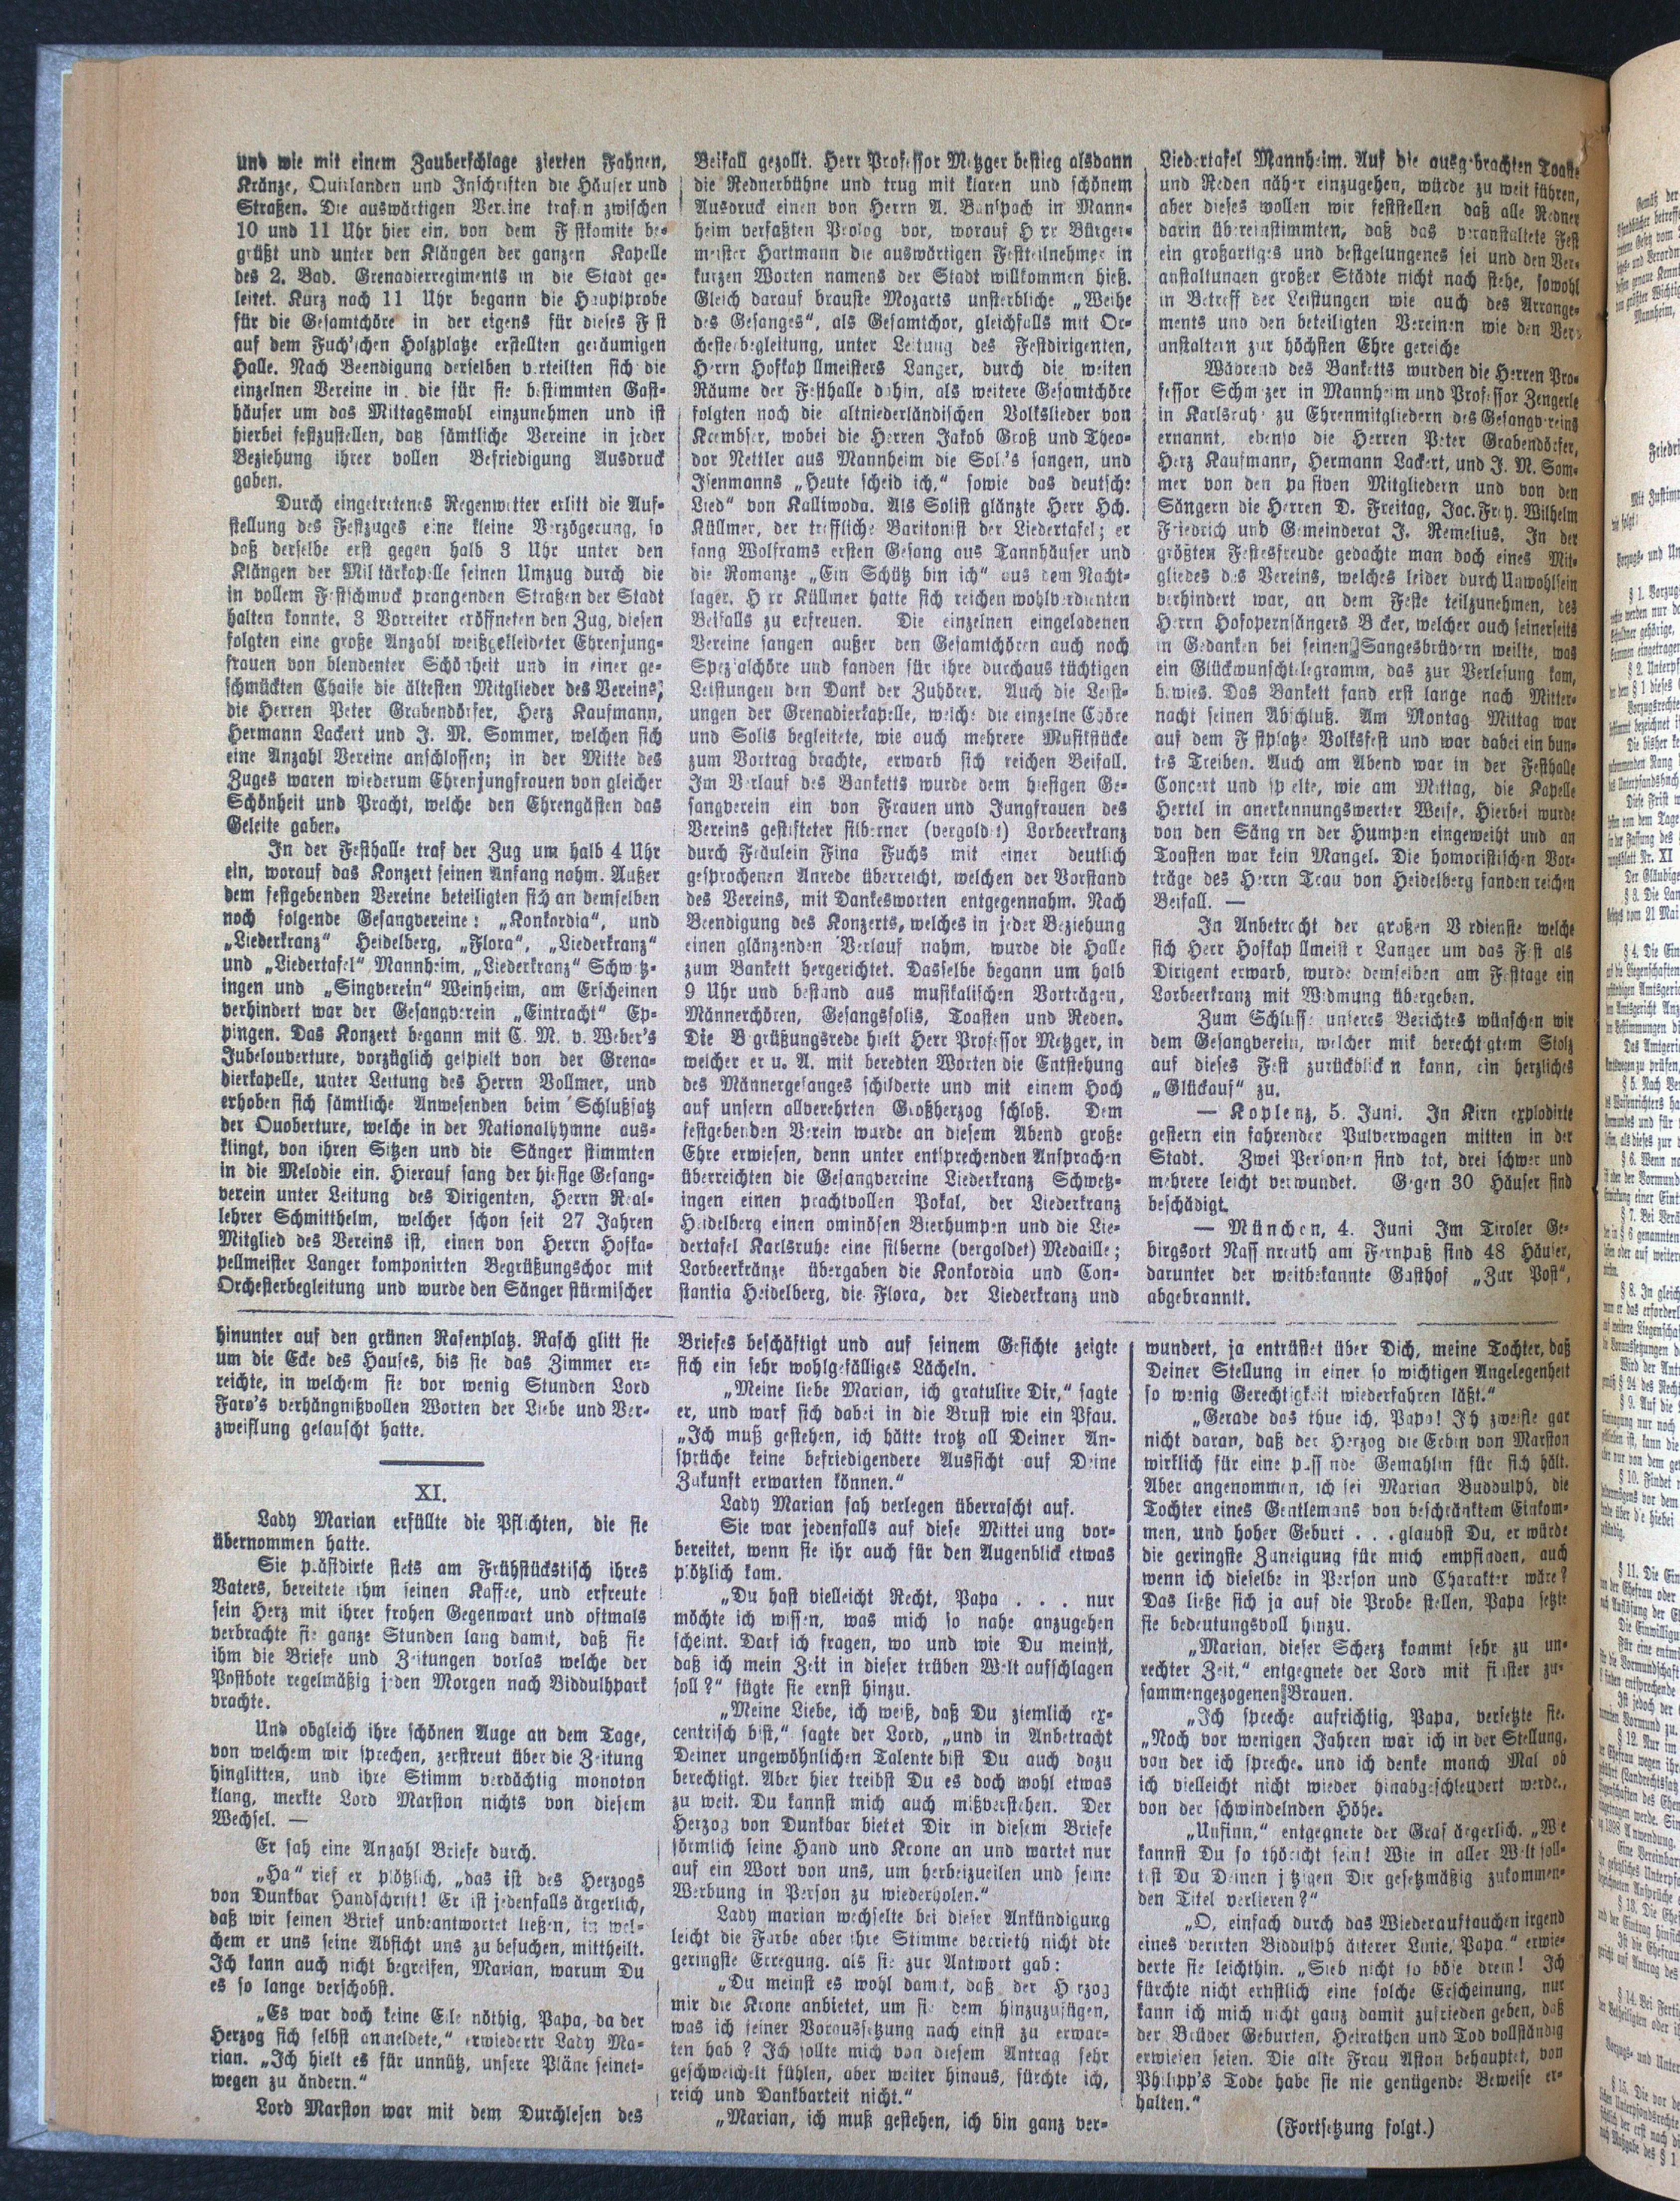 und wie mit einem Zauberschlage zierten Fahnen,
Kränze, Quirlanden und Inschriften die Häuser und
Straßen. Die auswärtigen Vereine trafen zwischen
10 und 11 Uhr hier ein, von dem Festkomite be-
grüßt und unter den Klängen der ganzen Kapelle
des 2. Bad. Grenadierregiments in die Stadt ge-
leitet. Kurz nach 11 Uhr begann die Hauptprobe
für die Gesamtchöre in der eigens für dieses Fest
auf dem Fuch'schen Holzplatze erstellten geräumigen
Halle. Nach Beendigung derselben verteilten sich die
einzelnen Vereine in die für sie bestimmten Gast-
häuser um das Mittagsmahl einzunehmen und ist
hierbei festzustellen, daß sämtliche Vereine in jeder
Beziehung ihrer vollen Befriedigung Ausdruck
gaben.
Durch eingetretenes Regenwetter erlitt die Auf-
stellung des Festzuges eine kleine Verzögerung, so
daß derselbe erst gegen halb 3 Uhr unter den
Klängen der Militärkapelle seinen Umzug durch die
in vollem Festschmuck prangenden Straßen der Stadt
halten konnte. 3 Vorreiter eröffneten den Zug, diesen
folgten eine große Anzahl weißgekleideter Ehrenjung-
frauen von blendenter Schönheit und in einer ge-
schmückten Chaise die ältesten Mitglieder des Vereins,
die Herren Peter Grabendörfer, Herz Kaufmann,
Hermann Lackert und J. M. Sommer, welchen sich
eine Anzahl Vereine anschlossen; in der Mitte des
Zuges waren wiederum Ehrenjungfrauen von gleicher
Schönheit und Pracht, welche den Ehrengästen das
Geleite gaben.
In der Festhalle traf der Zug um halb 4 Uhr
ein, worauf das Konzert seinen Anfang nahm. Außer
dem festgebenden Vereine beteiligten sich an demselben
noch folgende Gesangvereine: „Konkordia“, und
„Liederkranz“ Heidelberg, „Flora“, „Liederkranz“
und „Liedertafel“ Mannheim, „Liederkranz“ Schwetz-
ingen und „Singverein“ Weinheim, am Erscheinen
verhindert war der Gesangverein „Eintracht“ Ep-
pingen. Das Konzert begann mit C. M. v. Weber's
Jubelouverture, vorzüglich gespielt von der Grena-
dierkapelle, unter Leitung des Herrn Vollmer, und
erhoben sich sämtliche Anwesenden beim Schlußsatz
der Ouoberture, welche in der Nationalhymne aus-
klingt, von ihren Sitzen und die Sänger stimmten
in die Melodie ein. Hierauf sang der hiesige Gesang-
verein unter Leitung des Dirigenten, Herrn Real-
lehrer Schmitthelm, welcher schon seit 27 Jahren
Mitglied des Vereins ist, einen von Herrn Hofka-
pellmeister Langer komponirten Begrüßungschor mit
Orchesterbegleitung und wurde den Sänger stürmischer
Beifall gezollt. Herr Professor Metzger bestieg alsdann
die Rednerbühne und trug mit klaren und schönem
Ausdruck einen von Herrn A. Banspach in Mann-
heim verfaßten Prolog vor, worauf Herr Bürger-
meister Hartmann die auswärtigen Festteilnehmer in
kurzen Worten namens der Stadt willkommen hieß.
Gleich darauf brauste Mozarts unsterbliche „Weihe
des Gesanges“, als Gesamtchor, gleichfalls mit Or-
chesterbegleitung, unter Leitung des Festdirigenten,
Herrn Hofkapellmeisters Langer, durch die weiten
Räume der Festhalle dahin, als weitere Gesamtchöre
folgten noch die altniederländischen Volkslieder von
Krembser, wobei die Herren Jakob Groß und Theo-
dor Nettler aus Mannheim die Soli's sangen, und
Isenmanns „Heute scheid ich,“ sowie das deutsche
Lied“ von Kalliwoda. Als Solist glänzte Herr Hch.
Küllmer, der treffliche Baritonist der Liedertafel; er
sang Wolframs ersten Gesang aus Tannhäuser und
die Romanze „Ein Schütz bin ich“ aus dem Nacht-
lager. Herr Küllmer hatte sich reichen wohlverdienten
Beifalls zu erfreuen. Die einzelnen eingeladenen
Vereine sangen außer den Gesamtchören auch noch
Spezialchöre und fanden für ihre durchaus tüchtigen
Leistungen den Dank der Zuhörer. Auch die Leist-
ungen der Grenadierkapelle, welche die einzelne Chöre
und Solis begleitete, wie auch mehrere Musikstücke
zum Vortrag brachte, erwarb sich reichen Beifall.
Im Verlauf des Banketts wurde dem hiesigen Ge-
sangverein ein von Frauen und Jungfrauen des
Vereins gestifteter silberner (vergoldet) Lorbeerkranz
durch Fräulein Fina Fuchs mit einer deutlich
gesprochenen Anrede überreicht, welchen der Vorstand
des Vereins, mit Dankesworten entgegennahm. Nach
Beendigung des Konzerts, welches in jeder Beziehung
einen glänzenden Verlauf nahm, wurde die Halle
zum Bankett hergerichtet. Dasselbe begann um halb
9 Uhr und bestand aus musikalischen Vorträgen,
Männerchören, Gesangssolis, Toasten und Reden.
Die Begrüßungsrede hielt Herr Professor Metzger, in
welcher er u. A. mit beredten Worten die Entstehung
des Männergesanges schilderte und mit einem Hoch
auf unsern allverehrten Großherzog schloß. Dem
festgebenden Verein wurde an diesem Abend große
Ehre erwiesen, denn unter entsprechenden Ansprachen
überreichten die Gesangvereine Liederkranz Schwetz-
ingen einen prachtvollen Pokal, der Liederkranz
Heidelberg einen ominösen Bierhumpen und die Lie-
dertafel Karlsruhe eine silberne (vergoldet) Medaille;
Lorbeerkränze übergaben die Konkordia und Con-
stantia Heidelberg, die Flora, der Liederkranz und
Liedertafel Mannheim. Auf die ausgebrachten Toaste
und Reden näher einzugehen, würde zu weit führen,
aber dieses wollen wir feststellen daß alle Redner
darin übereinstimmten, daß das veranstaltete Fest
ein großartiges und bestgelungenes sei und den Ver-
anstaltungen großer Städte nicht nach stehe, sowohl
in Betreff der Leistungen wie auch des Arrange-
ments und den beteiligten Vereinen wie den Ver-
anstaltern zur höchsten Ehre gereiche
Während des Banketts wurden die Herren Pro-
fessor Schmezer in Mannheim und Professor Zengerle
in Karlsruhe zu Ehrenmitgliedern des Gesangvereins
ernannt, ebenso die Herren Peter Grabendörfer,
Herz Kaufmann, Hermann Lackert, und J. M. Som-
mer von den passiven Mitgliedern und von den
Sängern die Herren D. Freitag, Jac. Frey. Wilhelm
Friedrich und Gemeinderat J. Remelius. In der
größten Festesfreude gedachte man doch eines Mit-
gliedes des Vereins, welches leider durch Unwohlsein
verhindert war, an dem Feste teilzunehmen, des
Herrn Hofopernsängers Becker, welcher auch seinerseits
in Gedanken bei seinen Sangesbrüdern weilte, was
ein Glückwunschtelegramm, das zur Verlesung kam,
bewies. Das Bankett fand erst lange nach Mitter-
nacht seinen Abschluß. Am Montag Mittag war
auf dem Festplatze Volksfest und war dabei ein bun-
tes Treiben. Auch am Abend war in der Festhalle
Concert und spielte, wie am Mittag, die Kapelle
Hertel in anerkennungswerter Weise. Hierbei wurde
von den Sängern der Humpen eingeweiht und an
Toasten war kein Mangel. Die homoristischen Vor-
träge des Herrn Trau von Heidelberg fanden reichen
Beifall. —
In Anbetracht der großen Verdienste welche
sich Herr Hofkapellmeister Langer um das Fest als
Dirigent erwarb, wurde demselben am Festtage ein
Lorbeerkranz mit Widmung übergeben.
Zum Schlusse unseres Berichtes wünschen wir
dem Gesangverein, welcher mit berechtigtem Stolz
auf dieses Fest zurückblicken kann, ein herzliches
„Glückauf“ zu.
— Koplenz, 5. Juni. In Kirn explodirte
gestern ein fahrender Pulverwagen mitten in der
Stadt. Zwei Personen sind tot, drei schwer und
mehrere leicht verwundet. Gegen 30 Häuser sind
beschädigt.
— München, 4. Juni Im Tiroler Ge-
birgsort Nassenreuth am Fernpaß sind 48 Häuser,
darunter der weitbekannte Gasthof „Zur Post“,
abgebrannt.
hinunter auf den grünen Rasenplatz. Rasch glitt sie
um die Ecke des Hauses, bis sie das Zimmer er-
reichte, in welchem sie vor wenig Stunden Lord
Faro's verhängnißvollen Worten der Liebe und Ver-
zweiflung gelauscht hatte.
XI.
Lady Marian erfüllte die Pflichten, die sie
übernommen hatte.
Sie präsidirte stets am Frühstückstisch ihres
Vaters, bereitete ihm seinen Kaffee, und erfreute
sein Herz mit ihrer frohen Gegenwart und oftmals
verbrachte sie ganze Stunden lang damit, daß sie
ihm die Briefe und Zeitungen vorlas welche der
Postbote regelmäßig jeden Morgen nach Biddulhpark
brachte.
Und obgleich ihre schönen Auge an dem Tage,
von welchem wir sprechen, zerstreut über die Zeitung
hinglitten, und ihre Stimm verdächtig monoton
klang, merkte Lord Marston nichts von diesem
Wechsel. —
Er sah eine Anzahl Briefe durch.
„Ha“ rief er plötzlich, „das ist des Herzogs
von Dunkbar Handschrift! Er ist jedenfalls ärgerlich,
daß wir seinen Brief unbeantwortet ließen, in wel-
chem er uns seine Absicht uns zu besuchen, mittheilt.
Ich kann auch nicht begreifen, Marian, warum Du
es so lange verschobst.
„Es war doch keine Eile nöthig, Papa, da der
Herzog sich selbst anmeldete,“ erwiedertr Lady Ma-
rian. „Ich hielt es für unnütz, unsere Pläne seinet-
wegen zu ändern.“
Lord Marston war mit dem Durchlesen des
Briefes beschäftigt und auf seinem Gesichte zeigte
sich ein sehr wohlgefälliges Lächeln.
„Meine liebe Marian, ich gratulire Dir,“ sagte
er, und warf sich dabei in die Brust wie ein Pfau.
„Ich muß gestehen, ich hätte trotz all Deiner An-
sprüche keine befriedigendere Aussicht auf Deine
Zukunft erwarten können.“
Lady Marian sah verlegen überrascht auf.
Sie war jedenfalls auf diese Mitteilung vor-
bereitet, wenn sie ihr auch für den Augenblick etwas
plötzlich kam.
„Du hast vielleicht Recht, Papa . . . nur
möchte ich wissen, was mich so nahe anzugehen
scheint. Darf ich fragen, wo und wie Du meinst,
daß ich mein Zeit in dieser trüben Welt aufschlagen
soll?“ fügte sie ernst hinzu.
„Meine Liebe, ich weiß, daß Du ziemlich ex-
centrisch bist,“ sagte der Lord, „und in Anbetracht
Deiner ungewöhnlichen Talente bist Du auch dazu
berechtigt. Aber hier treibst Du es doch wohl etwas
zu weit. Du kannst mich auch mißverstehen. Der
Herzog von Dunkbar bietet Dir in diesem Briefe
förmlich seine Hand und Krone an und wartet nur
auf ein Wort von uns, um herbeizueilen und seine
Werbung in Person zu wiederholen.“
Lady marian wechselte bei dieser Ankündigung
leicht die Farbe aber ihre Stimme verrieth nicht die
geringste Erregung. als sie zur Antwort gab:
„Du meinst es wohl damit, daß der Herzog
mir die Krone anbietet, um sie dem hinzuzufügen,
was ich seiner Voraussetzung nach einst zu erwar-
ten hab? Ich sollte mich von diesem Antrag sehr
geschweichelt fühlen, aber weiter hinaus, fürchte ich,
reich und Dankbarteit nicht.“
„Marian, ich muß gestehen, ich bin ganz ver-
wundert, ja entrüstet über Dich, meine Tochter, daß
Deiner Stellung in einer so wichtigen Angelegenheit
so wenig Gerechtigkeit wiederfahren läßt.“
„Gerade das thue ich, Papa! Ich zweifle gar
nicht daran, daß der Herzog die Erbin von Marston
wirklich für eine passende Gemahlin für sich hält.
Aber angenommen, ich sei Marian Buddulph, die
Tochter eines Gentlemans von beschränktem Einkom-
men, und hoher Geburt . . . glaubst Du, er würde
die geringste Zuneigung für mich empfinden, auch
wenn ich dieselbe in Person und Charakter wäre?
Das ließe sich ja auf die Probe stellen, Papa setzte
sie bedeutungsvoll hinzu.
„Marian, dieser Scherz kommt sehr zu un-
rechter Zeit,“ entgegnete der Lord mit finster zu-
sammengezogenen Brauen.
„Ich spreche aufrichtig, Papa, versetzte sie.
„Noch vor wenigen Jahren war ich in der Stellung,
von der ich spreche, und ich denke manch Mal ob
ich vielleicht nicht wieder hinabgeschleudert werde.,
von der schwindelnden Höhe.
„Unsinn,“ entgegnete der Graf ärgerlich. „Wie
kannst Du so thöricht sein! Wie in aller Welt soll-
test Du Deinen jetzigen Dir gesetzmäßig zukommen-
den Titel verlieren?“
„O, einfach durch das Wiederauftauchen irgend
eines verirten Biddulph älterer Linie, Papa“ erwie-
derte sie leichthin. „Sieb nicht so böse drein! Ich
fürchte nicht ernstlich eine solche Erscheinung, nur
kann ich mich nicht ganz damit zufrieden geben, daß
der Brüder Geburten, Heirathen und Tod vollständig
erwiesen seien. Die alte Frau Aston behauptet, von
Philipp's Tode habe sie nie genügende Beweise er-
halten.“
(Fortsetzung folgt.)